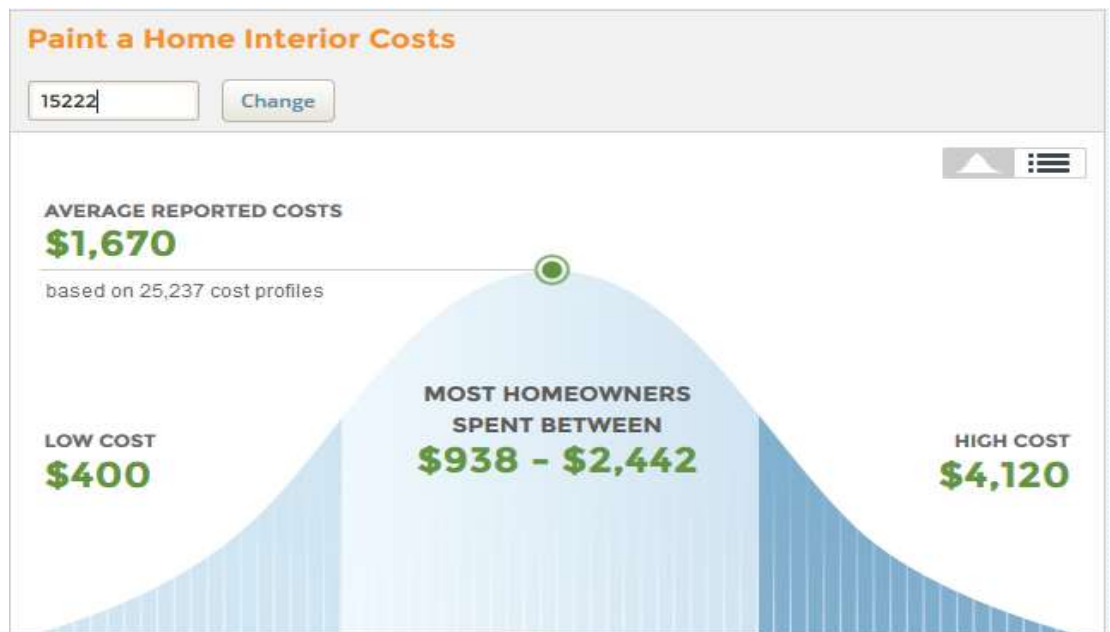 Paint a Home Interior Costs
15222
Change
AVERAGE REPORTED COSTS
$1,670
based on 25,237 cost profiles
MOST HOMEOWNERS
SPENT BETWEEN
$938 - $2,442
LOW COST
$400
HIGH COST
$4,120